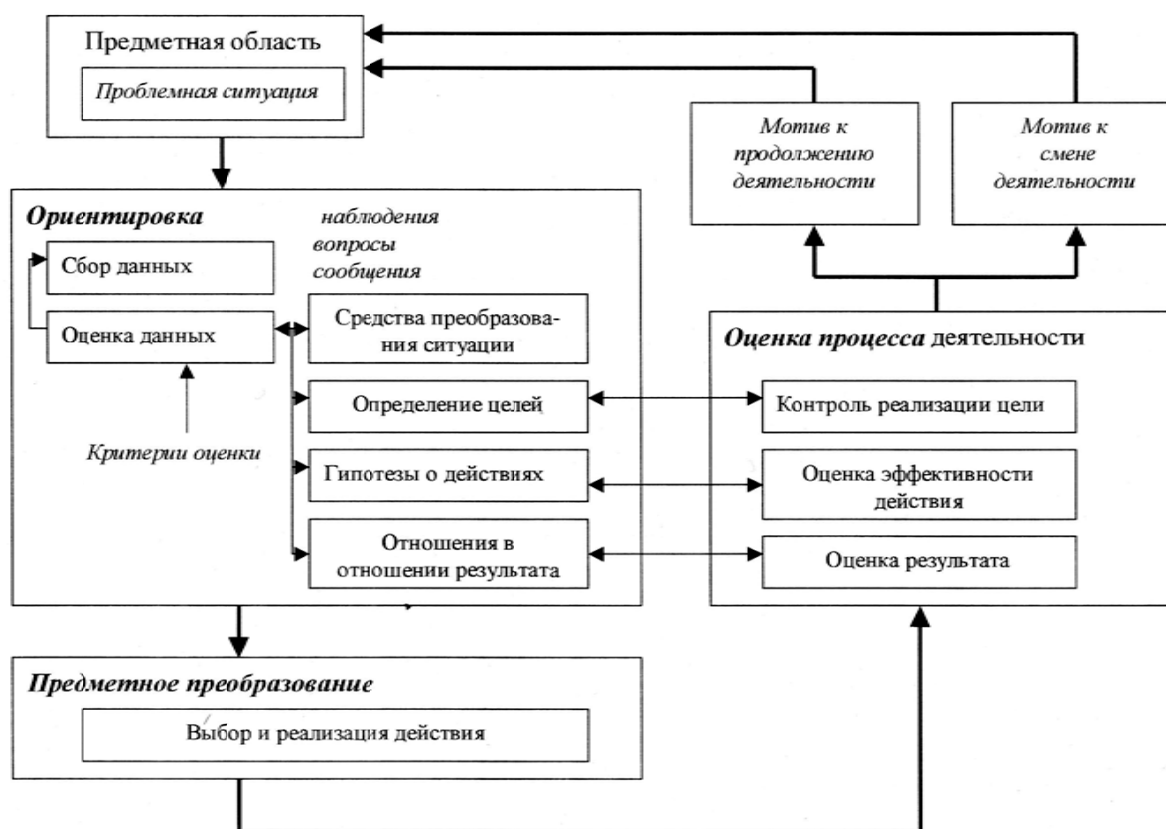 Предметная область
Проблемная ситуация
Мотив к
продолжению
деятельности
Мотив к
смене
деятельности
Ориентировка
наблюдения
вопросы
сообщения
Сбор данных
Оценка данных
Критерии оценки
Средства преобразова-
ния ситуации
Определение целей
Гипотезы о действиях
Отношения в
отношении результата
Оценка процесса деятельности
Контроль реализации цели
Оценка эффективности
действия
Оценка результата
Предметное преобразование
Выбор и реализация действия